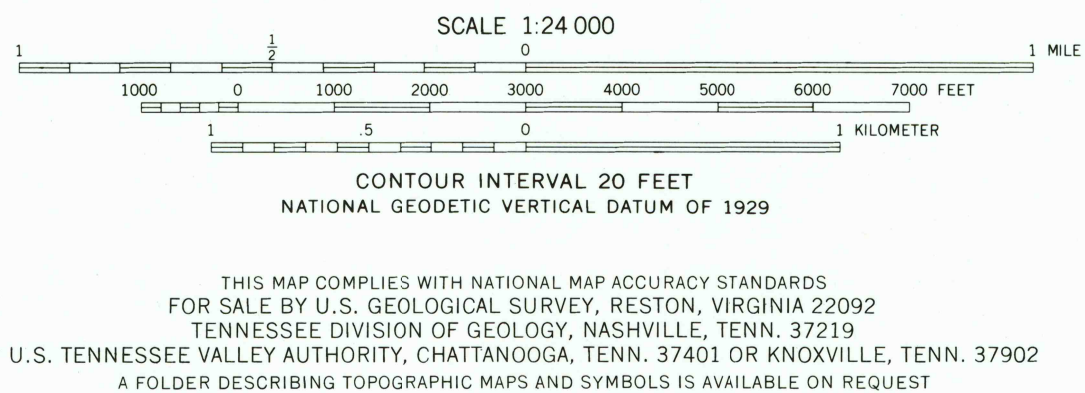 SCALE 1:24 000
1 1/2 0 1 MILE
1000 0 1000 2000 3000 4000 5000 6000 7000 FEET
1 .5 0 1 KILOMETER
CONTOUR INTERVAL 20 FEET
NATIONAL GEODETIC VERTICAL DATUM OF 1929
THIS MAP COMPLIES WITH NATIONAL MAP ACCURACY STANDARDS
FOR SALE BY U.S. GEOLOGICAL SURVEY, RESTON, VIRGINIA 22092
TENNESSEE DIVISION OF GEOLOGY, NASHVILLE, TENN. 37219
U.S. TENNESSEE VALLEY AUTHORITY, CHATTANOOGA, TENN. 37401 OR KNOXVILLE, TENN. 37902
A FOLDER DESCRIBING TOPOGRAPHIC MAPS AND SYMBOLS IS AVAILABLE ON REQUEST